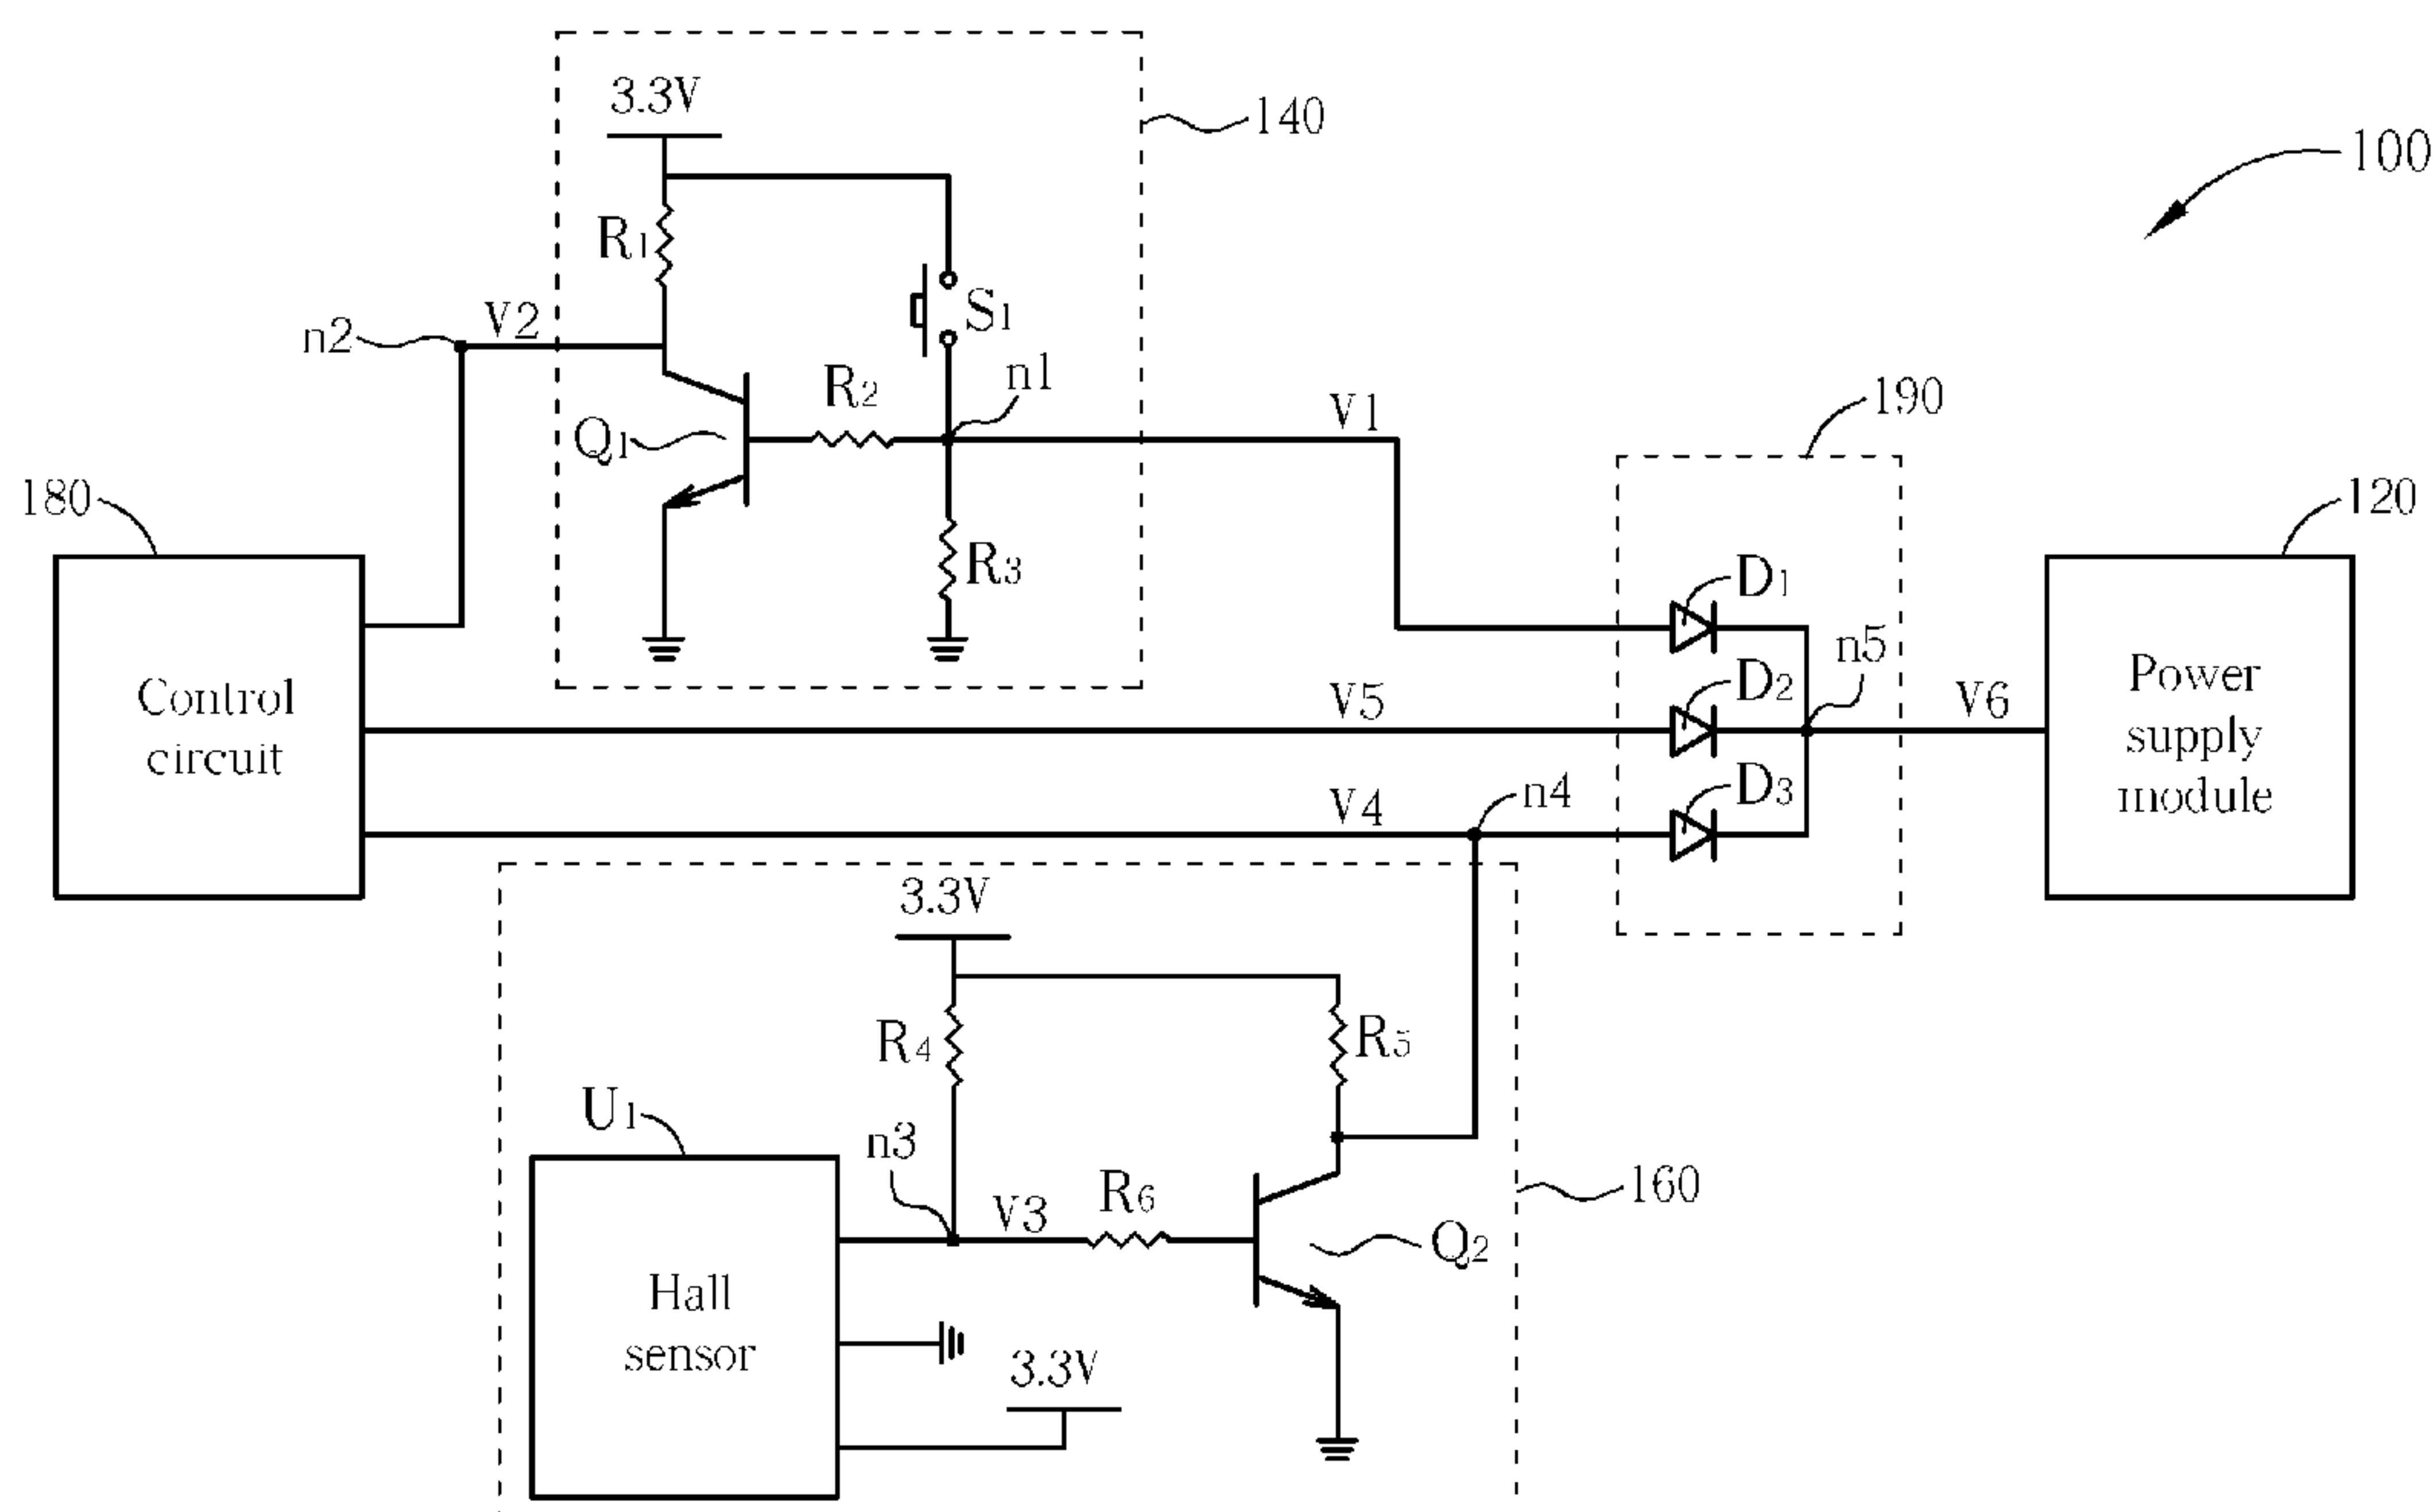 3.3V
140
100
R1
S1
n2
V2
n1
R2
V1
Q1
190
180
120
R3
D1
n5
Control
circuit
V5
D2
V6
Power
supply
module
V4
D3
n4
3.3V
R4
R5
U1
n3
V3
R6
160
Q2
Hall
sensor
3.3V